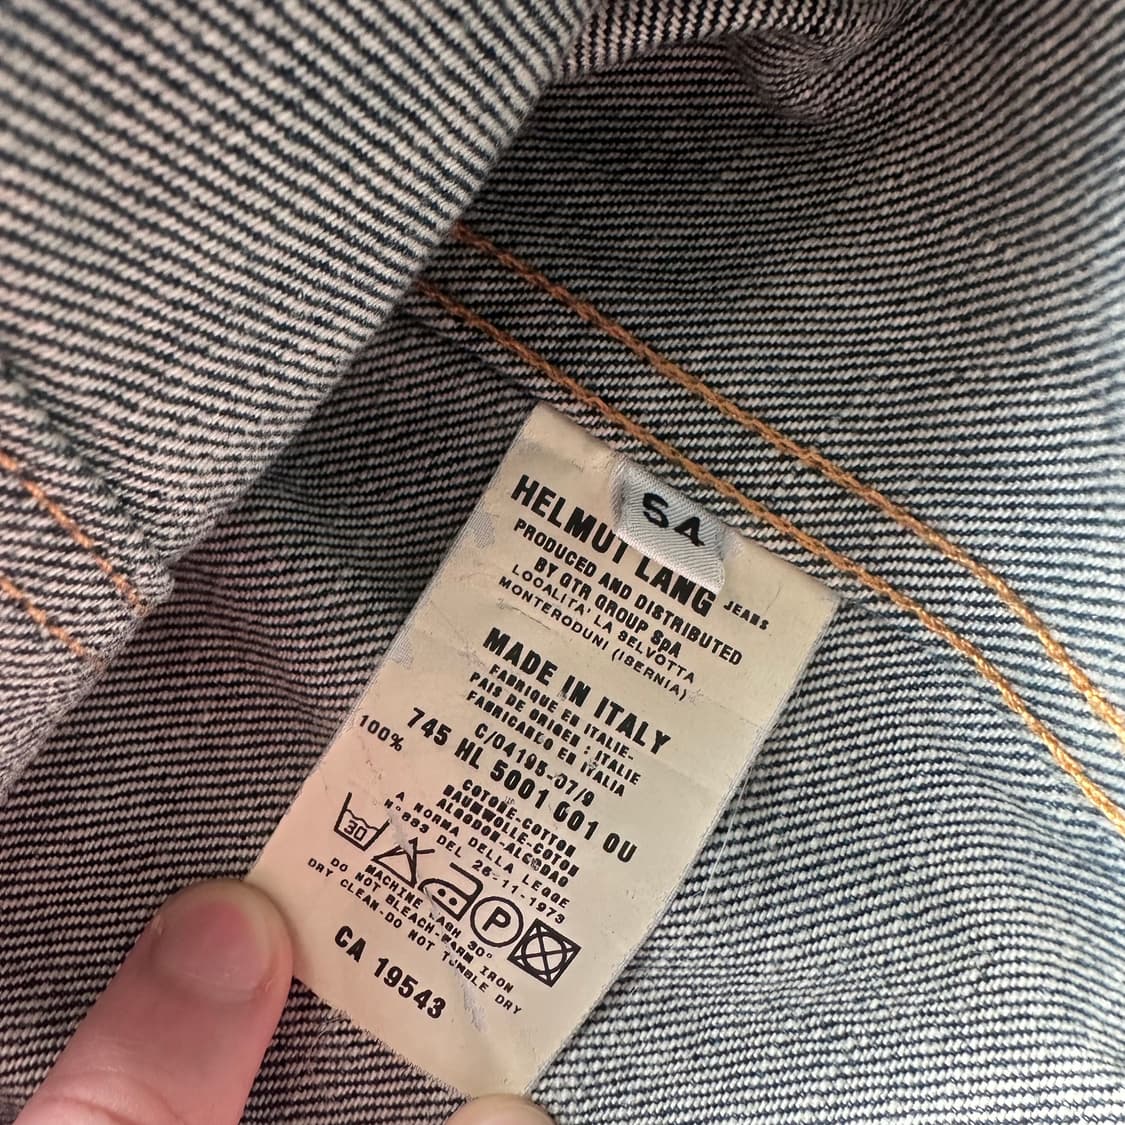 54
HELMUT LANG JEANS
PRODUCED AND DISTRIBUTED
BY GTR GROUP SpA
LOCALITA' LA SELVOTTA
MONTERODUNI (ISERNIA)
MADE IN ITALY
FABRIQUE EN ITALIE-
PAIS DE ORIGEN : ITALIE
FABRICADO EN ITALIA
C/04195-07/9
745 HL 5001 001 0U
100%
COTONE-COTTON
BAUMWOLLE-COTON
ALGODON-ALGODAO
A NORMA DELLA LEGGE
N°883 DEL 26-11-1973
30
P
MACHINE WASH 30°
DO NOT BLEACH-WARM IRON
DRY CLEAN-DO NOT TUMBLE DRY
CA 19543